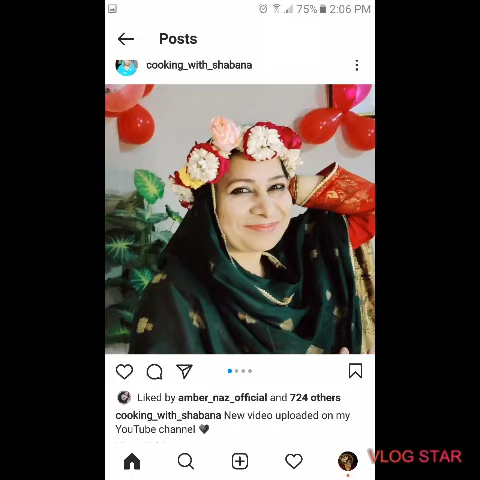 75% 2:06 PM
Posts
cooking_with_shabana
Liked by amber_naz_official and 724 others
cooking_with_shabana New video uploaded on my
YouTube channel
VLOG STAR